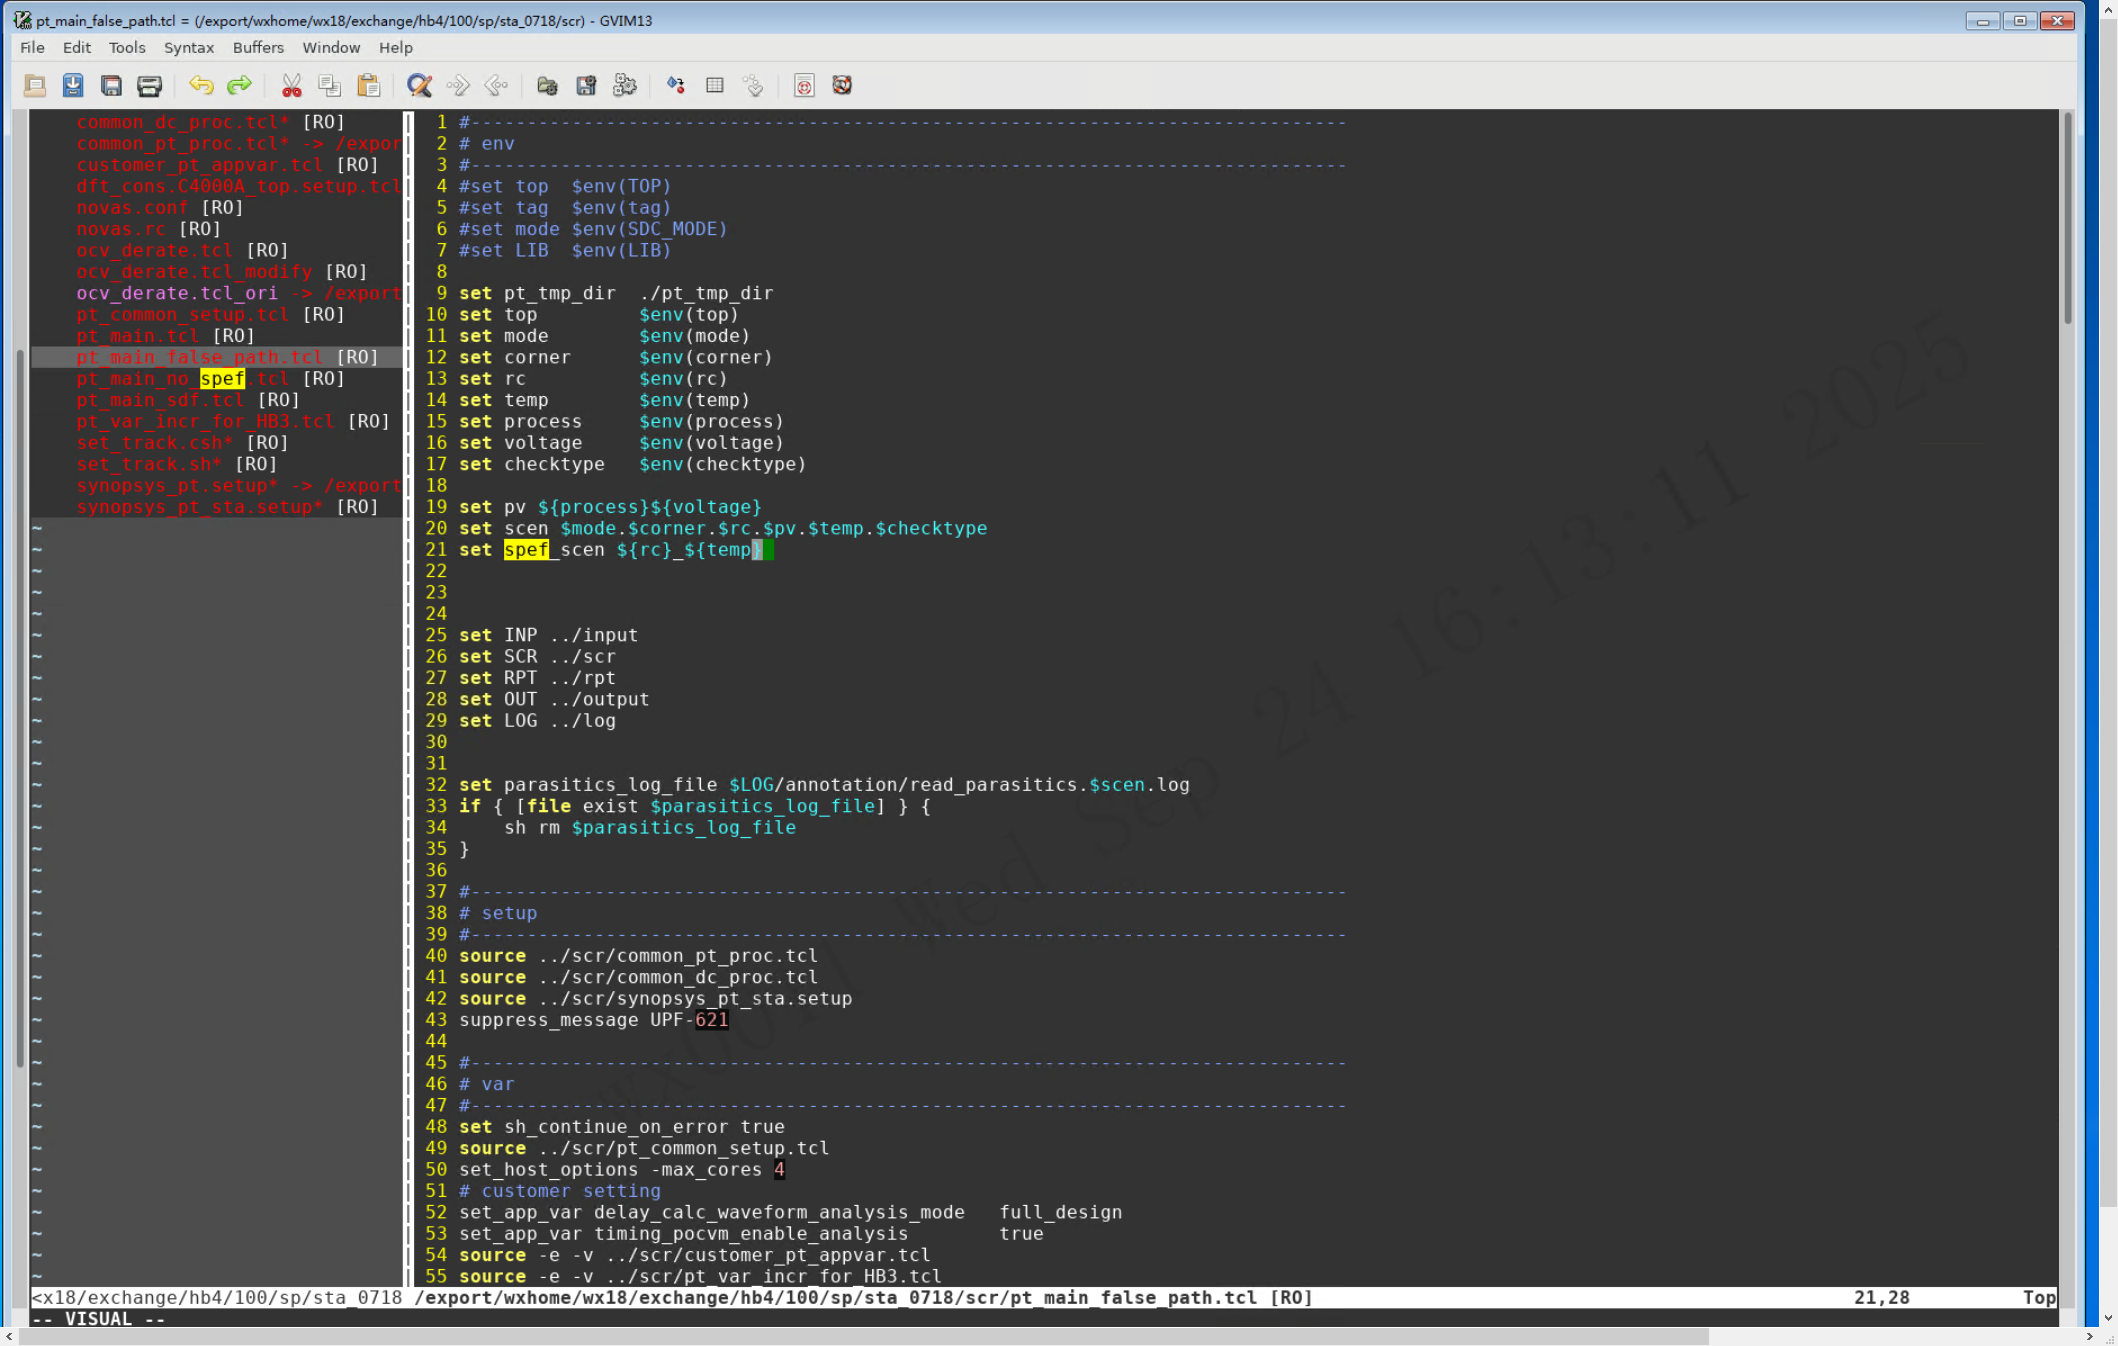 pt_main_false_path.tcl = (/export/wxhome/wx18/exchange/hb4/100/sp/sta_0718/scr) - GVIM13
File Edit Tools Syntax Buffers Window Help
common_dc_proc.tcl* [RO]
common_pt_proc.tcl* -> /expor
customer_pt_appvar.tcl [RO]
dft_cons.C4000A_top.setup.tcl
novas.conf [RO]
novas.rc [RO]
ocv_derate.tcl [RO]
ocv_derate.tcl_modify [RO]
ocv_derate.tcl_ori -> /export
pt_common_setup.tcl [RO]
pt_main.tcl [RO]
pt_main_false_path.tcl [RO]
pt_main_no_spef.tcl [RO]
pt_main_sdf.tcl [RO]
pt_var_incr_for_HB3.tcl [RO]
set_track.csh* [RO]
set_track.sh* [RO]
synopsys_pt.setup* -> /export
synopsys_pt_sta.setup* [RO]
1 #------------------------------------------------------------------------------
2 # env
3 #------------------------------------------------------------------------------
4 #set top  $env(TOP)
5 #set tag  $env(tag)
6 #set mode $env(SDC_MODE)
7 #set LIB  $env(LIB)
8
9 set pt_tmp_dir  ./pt_tmp_dir
10 set top         $env(top)
11 set mode        $env(mode)
12 set corner      $env(corner)
13 set rc          $env(rc)
14 set temp        $env(temp)
15 set process     $env(process)
16 set voltage     $env(voltage)
17 set checktype   $env(checktype)
18
19 set pv ${process}${voltage}
20 set scen $mode.$corner.$rc.$pv.$temp.$checktype
21 set spef_scen ${rc}_${temp}
22
23
24
25 set INP ../input
26 set SCR ../scr
27 set RPT ../rpt
28 set OUT ../output
29 set LOG ../log
30
31
32 set parasitics_log_file $LOG/annotation/read_parasitics.$scen.log
33 if { [file exist $parasitics_log_file] } {
34     sh rm $parasitics_log_file
35 }
36
37 #------------------------------------------------------------------------------
38 # setup
39 #------------------------------------------------------------------------------
40 source ../scr/common_pt_proc.tcl
41 source ../scr/common_dc_proc.tcl
42 source ../scr/synopsys_pt_sta.setup
43 suppress_message UPF-621
44
45 #------------------------------------------------------------------------------
46 # var
47 #------------------------------------------------------------------------------
48 set sh_continue_on_error true
49 source ../scr/pt_common_setup.tcl
50 set_host_options -max_cores 4
51 # customer setting
52 set_app_var delay_calc_waveform_analysis_mode   full_design
53 set_app_var timing_pocvm_enable_analysis        true
54 source -e -v ../scr/customer_pt_appvar.tcl
55 source -e -v ../scr/pt_var_incr_for_HB3.tcl
<x18/exchange/hb4/100/sp/sta_0718 /export/wxhome/wx18/exchange/hb4/100/sp/sta_0718/scr/pt_main_false_path.tcl [RO] 21,28 Top
-- VISUAL --
Wed Sep 24 16:13:11 2025